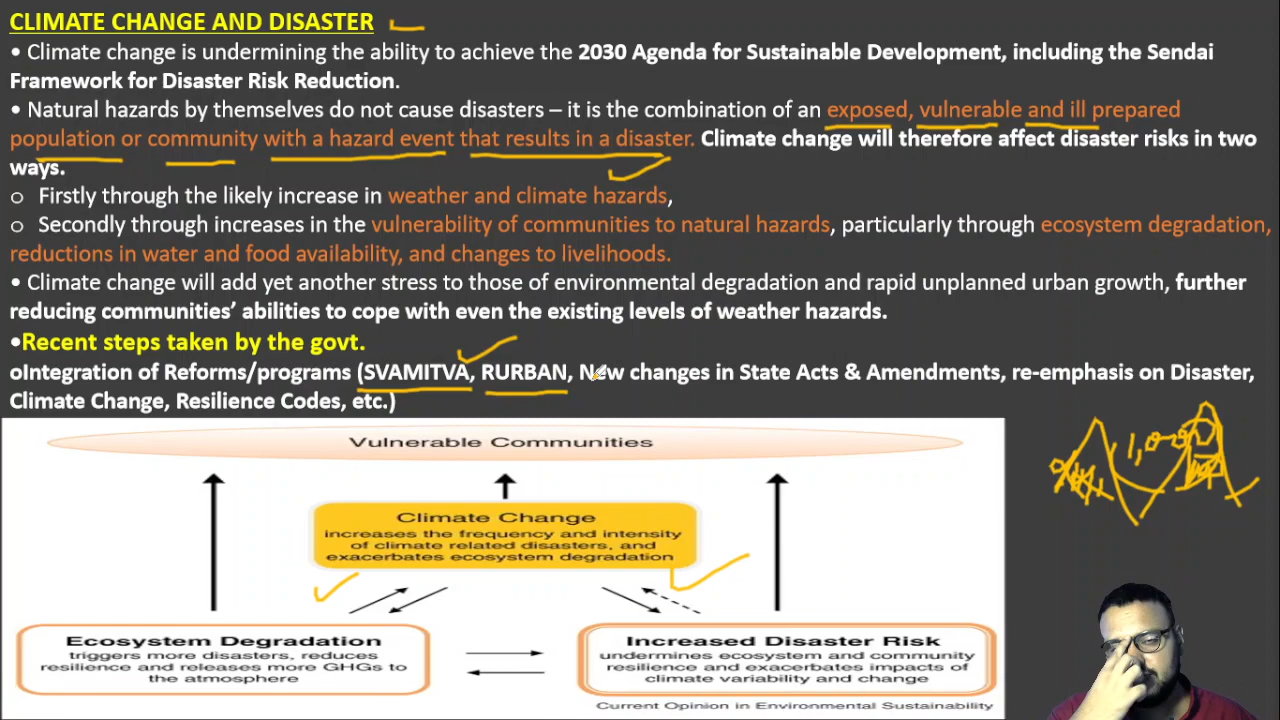 CLIMATE CHANGE AND DISASTER
• Climate change is undermining the ability to achieve the 2030 Agenda for Sustainable Development, including the Sendai
Framework for Disaster Risk Reduction.
• Natural hazards by themselves do not cause disasters – it is the combination of an exposed, vulnerable and ill prepared
population or community with a hazard event that results in a disaster. Climate change will therefore affect disaster risks in two
ways.
o Firstly through the likely increase in weather and climate hazards,
o Secondly through increases in the vulnerability of communities to natural hazards, particularly through ecosystem degradation,
reductions in water and food availability, and changes to livelihoods.
• Climate change will add yet another stress to those of environmental degradation and rapid unplanned urban growth, further
reducing communities’ abilities to cope with even the existing levels of weather hazards.
•Recent steps taken by the govt.
oIntegration of Reforms/programs (SVAMITVA, RURBAN, New changes in State Acts & Amendments, re-emphasis on Disaster,
Climate Change, Resilience Codes, etc.)
Vulnerable Communities
Climate Change
increases the frequency and intensity
of climate related disasters, and
exacerbates ecosystem degradation
Ecosystem Degradation
triggers more disasters, reduces
resilience and releases more GHGs to
the atmosphere
Increased Disaster Risk
undermines ecosystem and community
resilience and exacerbates impacts of
climate variability and change
Current Opinion in Environmental Sustainability